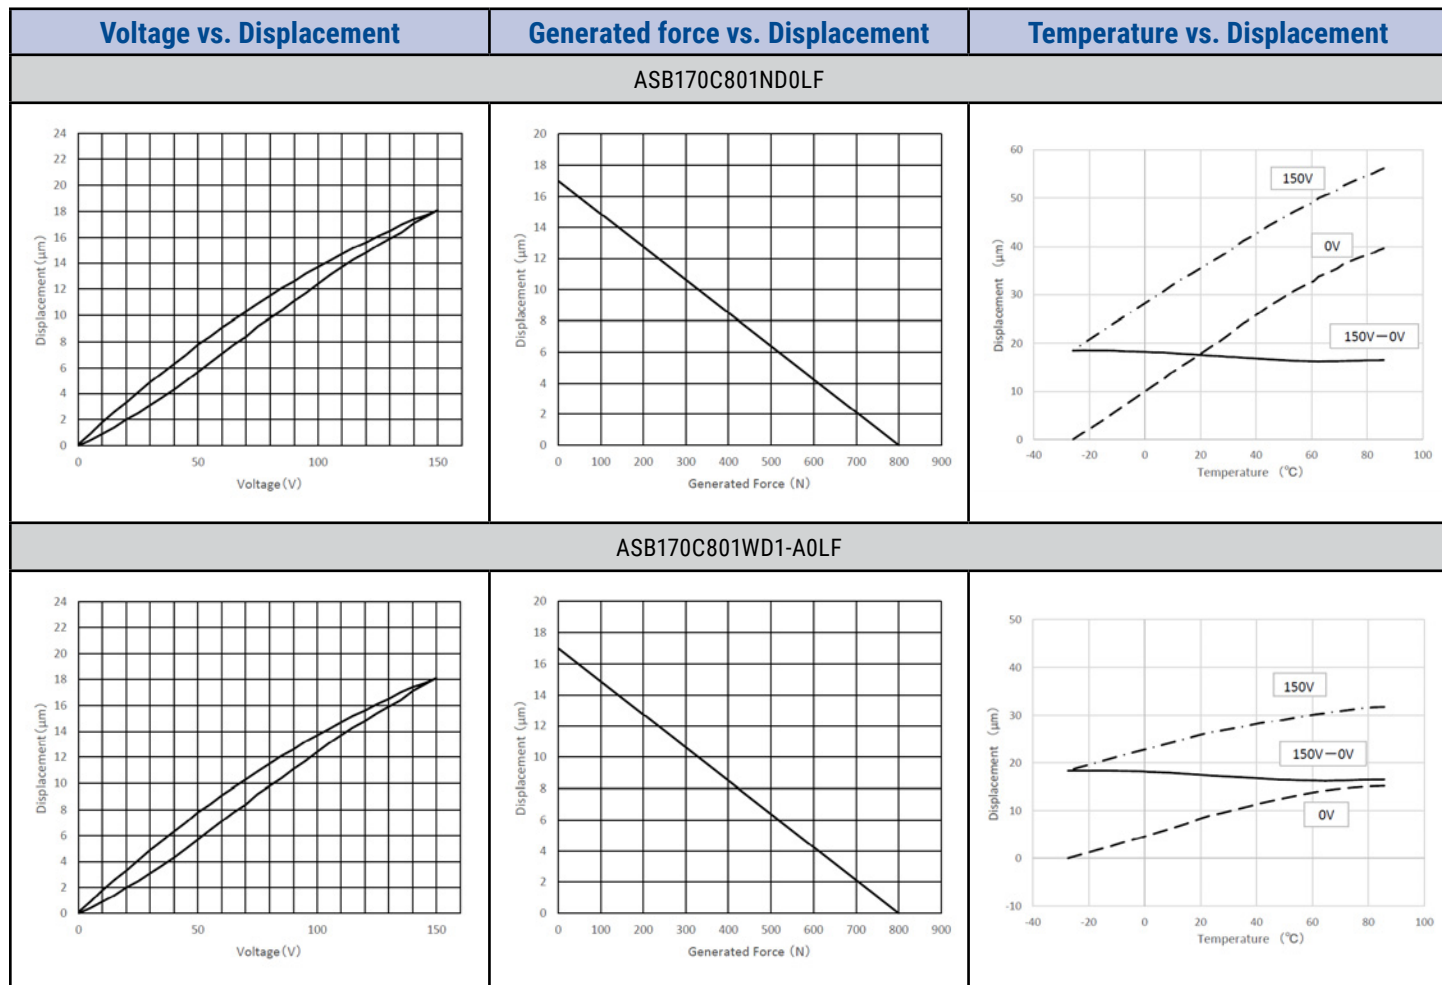 Voltage vs. Displacement Generated force vs. Displacement Temperature vs. Displacement
ASB170C801ND0LF
24
22
20
18
16
14
12
10
8
6
4
2
0
Displacement(μm)
0 50 100 150
Voltage(V)
20
18
16
14
12
10
8
6
4
2
0
Displacement (μm)
0 100 200 300 400 500 600 700 800 900
Generated Force (N)
60
50
40
30
20
10
0
Displacement (μm)
150V
0V
150V−0V
-40 -20 0 20 40 60 80 100
Temperature (℃)
ASB170C801WD1-A0LF
24
22
20
18
16
14
12
10
8
6
4
2
0
Displacement(μm)
0 50 100 150
Voltage(V)
20
18
16
14
12
10
8
6
4
2
0
Displacement (μm)
0 100 200 300 400 500 600 700 800 900
Generated Force (N)
50
40
30
20
10
0
-10
Displacement (μm)
150V
150V−0V
0V
-40 -20 0 20 40 60 80 100
Temperature (℃)